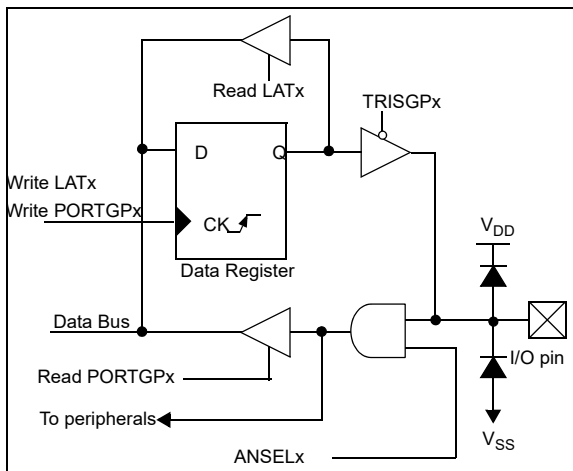 Read LATx
TRISGPx
D
Q
Write LATx
Write PORTGPx
CK
Data Register
VDD
Data Bus
I/O pin
Read PORTGPx
To peripherals
VSS
ANSELx